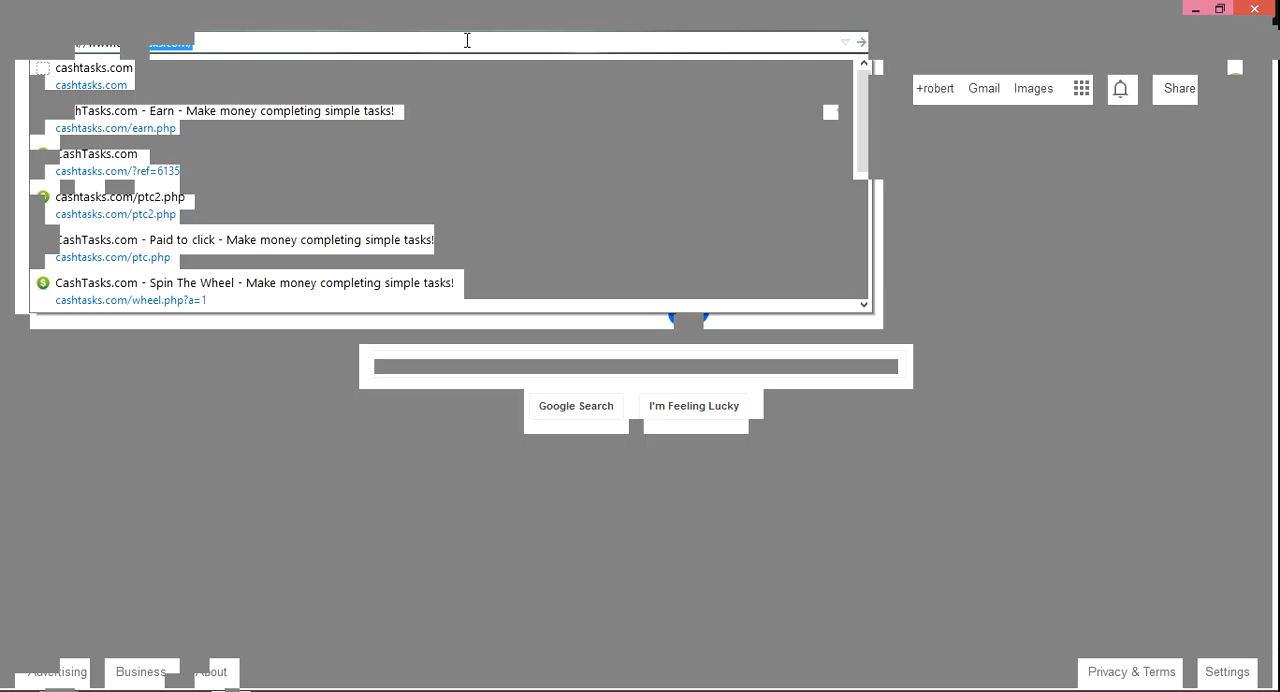 cashtasks.com
cashtasks.com
+robert Gmail Images Share
hTasks.com - Earn - Make money completing simple tasks!
cashtasks.com/earn.php
CashTasks.com
cashtasks.com/?ref=6135
cashtasks.com/ptc2.php
cashtasks.com/ptc2.php
CashTasks.com - Paid to click - Make money completing simple tasks!
cashtasks.com/ptc.php
CashTasks.com - Spin The Wheel - Make money completing simple tasks!
cashtasks.com/wheel.php?a=1
Google Search I'm Feeling Lucky
Advertising Business About Privacy & Terms Settings